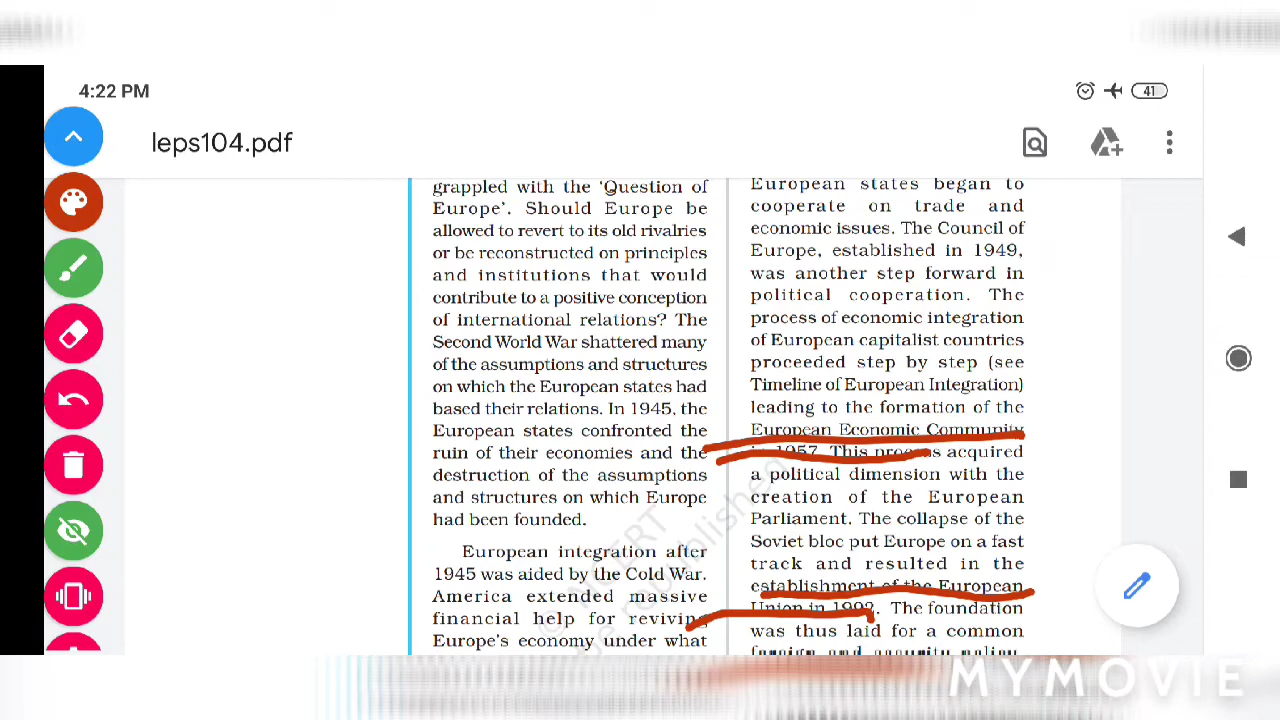 4:22 PM
41
leps104.pdf
grappled with the 'Question of
Europe'. Should Europe be
allowed to revert to its old rivalries
or be reconstructed on principles
and institutions that would
contribute to a positive conception
of international relations? The
Second World War shattered many
of the assumptions and structures
on which the European states had
based their relations. In 1945, the
European states confronted the
ruin of their economies and the
destruction of the assumptions
and structures on which Europe
had been founded.
European integration after
1945 was aided by the Cold War.
America extended massive
financial help for reviving
Europe's economy under what
European states began to
cooperate on trade and
economic issues. The Council of
Europe, established in 1949,
was another step forward in
political cooperation. The
process of economic integration
of European capitalist countries
proceeded step by step (see
Timeline of European Integration)
leading to the formation of the
European Economic Community
in 1957. This process acquired
a political dimension with the
creation of the European
Parliament. The collapse of the
Soviet bloc put Europe on a fast
track and resulted in the
establishment of the European
Union in 1992. The foundation
was thus laid for a common
foreign and security policy,
© NCERT
be republished
MYMOVIE